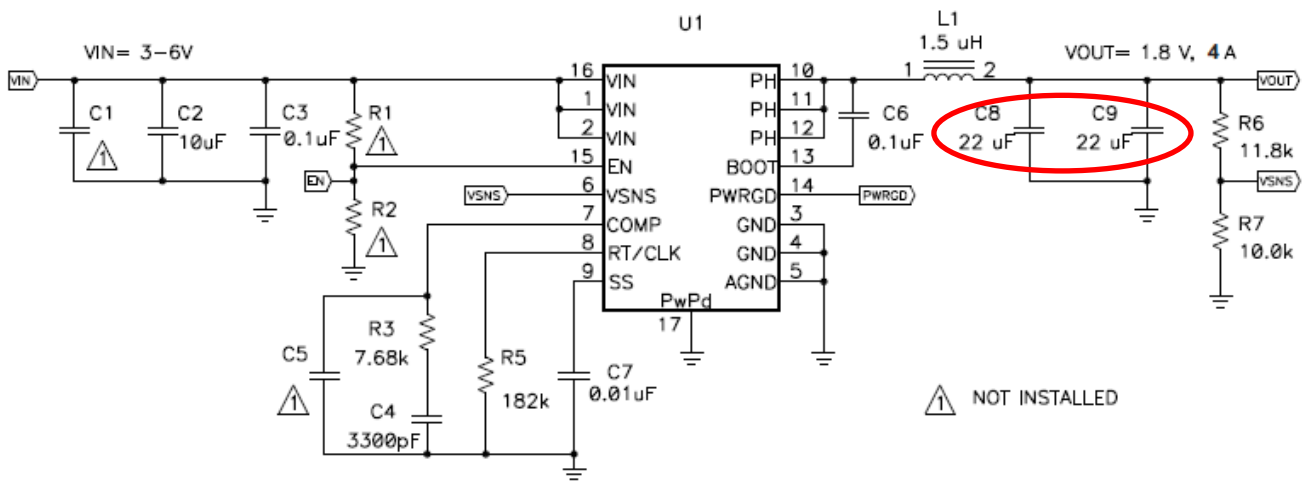 U1
L1
1.5 uH
VIN= 3-6V
VOUT= 1.8 V, 4 A
VIN
C1
1
C2
10uF
C3
0.1uF
R1
1
EN
R2
1
VSNS
16 VIN
1 VIN
2 VIN
15 EN
6 VSNS
7 COMP
8 RT/CLK
9 SS
PH 10
PH 11
PH 12
BOOT 13
PWRGD 14
GND 3
GND 4
AGND 5
PwPd
17
C6
0.1uF
1 2
PWRGD
C8
22 uF
C9
22 uF
VOUT
R6
11.8k
VSNS
R7
10.0k
C5
1
R3
7.68k
C4
3300pF
R5
182k
C7
0.01uF
1 NOT INSTALLED